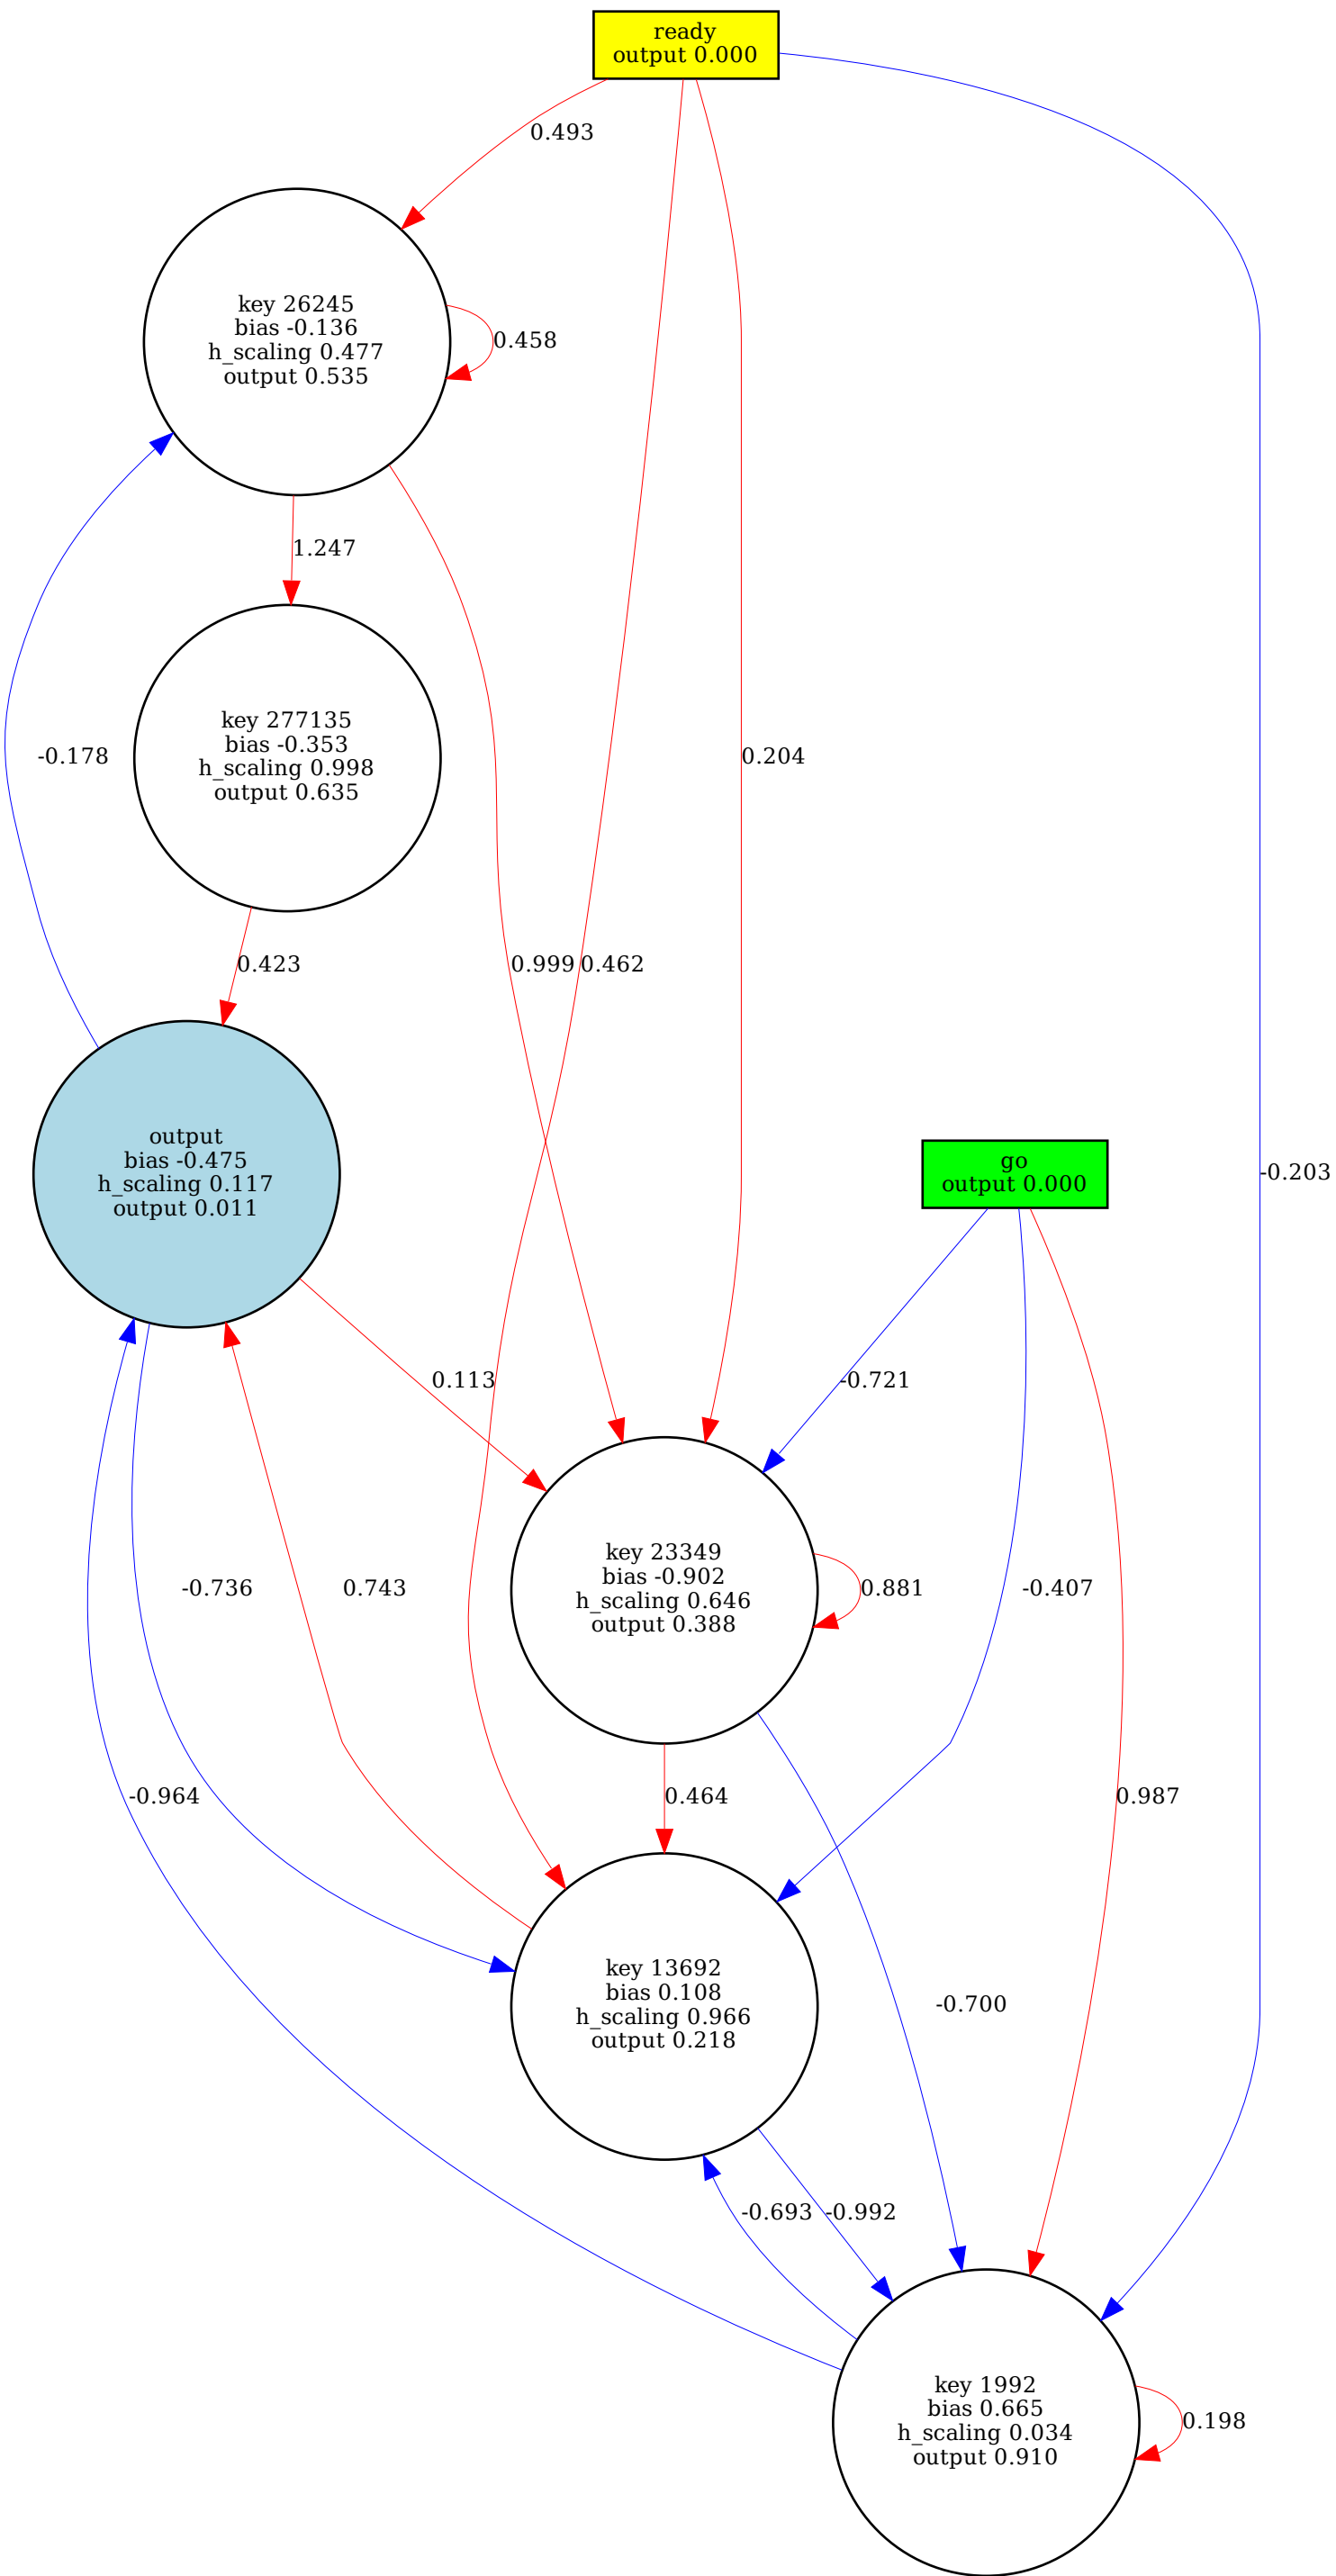 ready
output 0.000
0.493
key 26245
bias -0.136
h_scaling 0.477
output 0.535
0.458
1.247
key 277135
bias -0.353
h_scaling 0.998
output 0.635
-0.178
0.204
0.423
0.999
0.462
output
bias -0.475
h_scaling 0.117
output 0.011
go
output 0.000
-0.203
0.113
-0.721
key 23349
bias -0.902
h_scaling 0.646
output 0.388
-0.736
0.743
0.881
-0.407
-0.964
0.464
0.987
key 13692
bias 0.108
h_scaling 0.966
output 0.218
-0.700
-0.693
-0.992
key 1992
bias 0.665
h_scaling 0.034
output 0.910
0.198